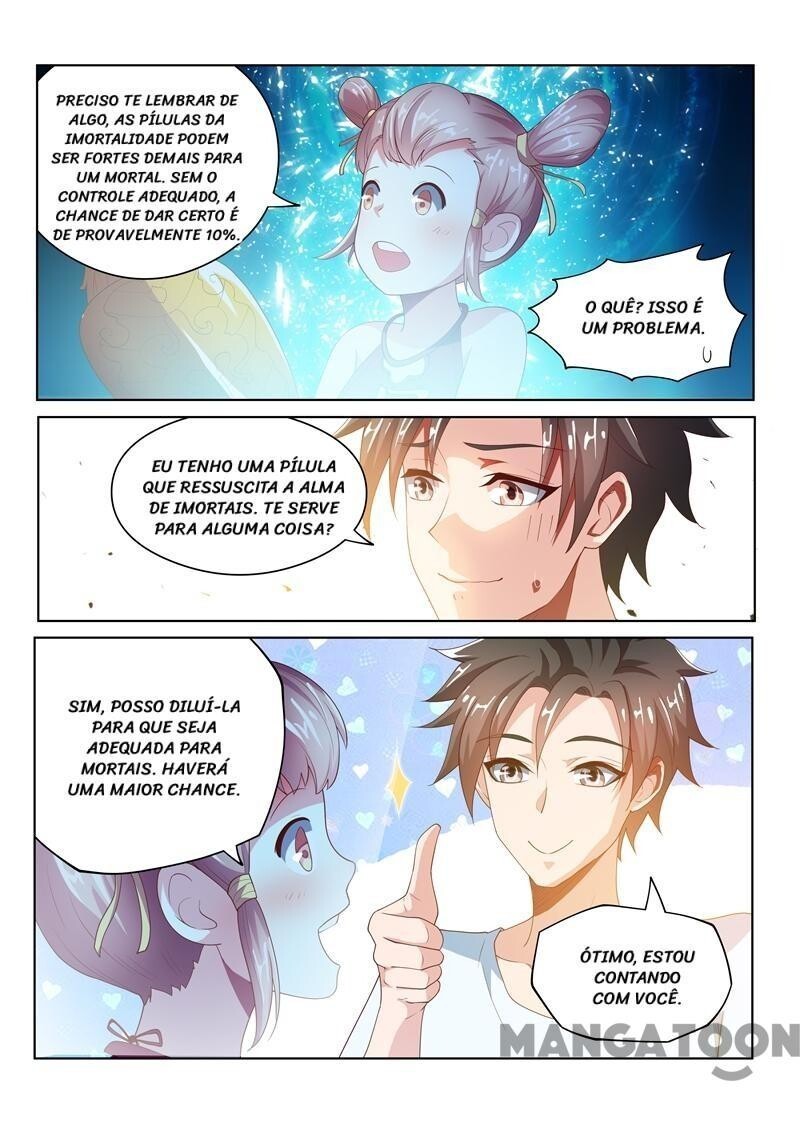 PRECISO TE LEMBRAR DE
ALGO, AS PÍLULAS DA
IMORTALIDADE PODEM
SER FORTES DEMAIS PARA
UM MORTAL. SEM O
CONTROLE ADEQUADO, A
CHANCE DE DAR CERTO É
DE PROVAVELMENTE 10%.
O QUÊ? ISSO É
UM PROBLEMA.
EU TENHO UMA PÍLULA
QUE RESSUSCITA A ALMA
DE IMORTAIS. TE SERVE
PARA ALGUMA COISA?
SIM, POSSO DILUÍ-LA
PARA QUE SEJA
ADEQUADA PARA
MORTAIS. HAVERÁ
UMA MAIOR CHANCE.
ÓTIMO, ESTOU
CONTANDO
COM VOCÊ.
MANGATOON